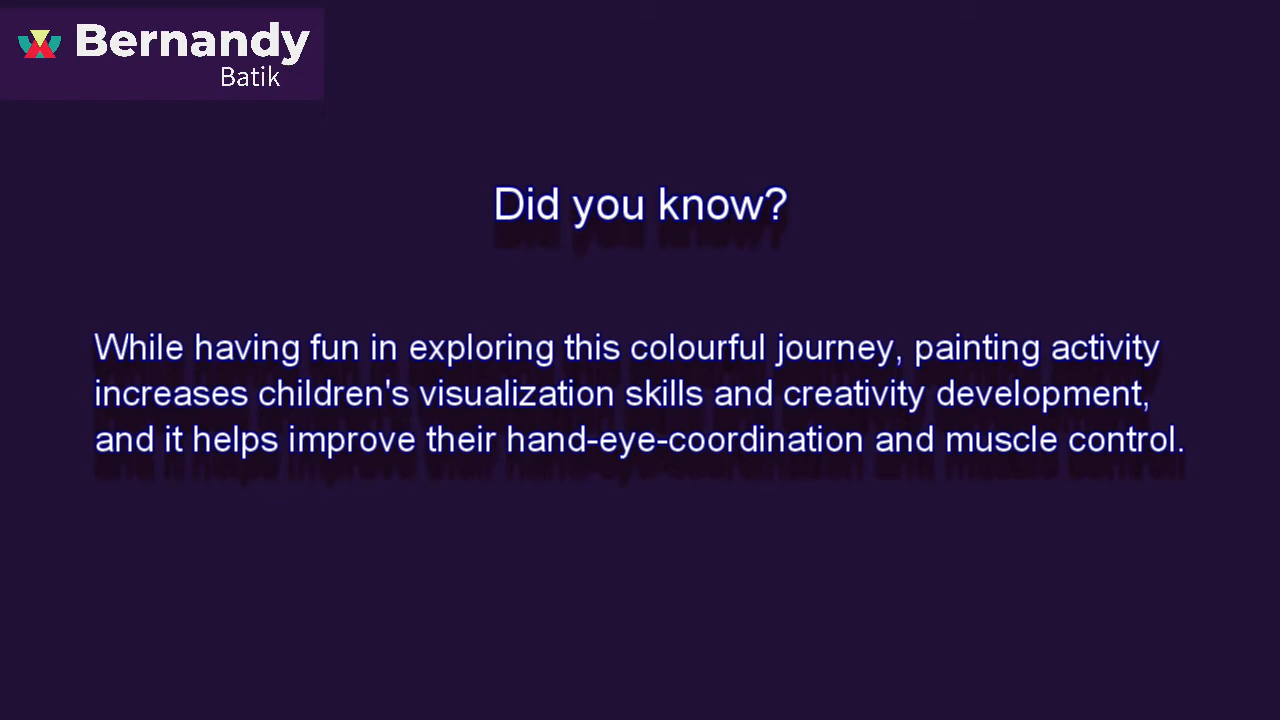 Bernandy
Batik
Did you know?
While having fun in exploring this colourful journey, painting activity
increases children's visualization skills and creativity development,
and it helps improve their hand-eye-coordination and muscle control.